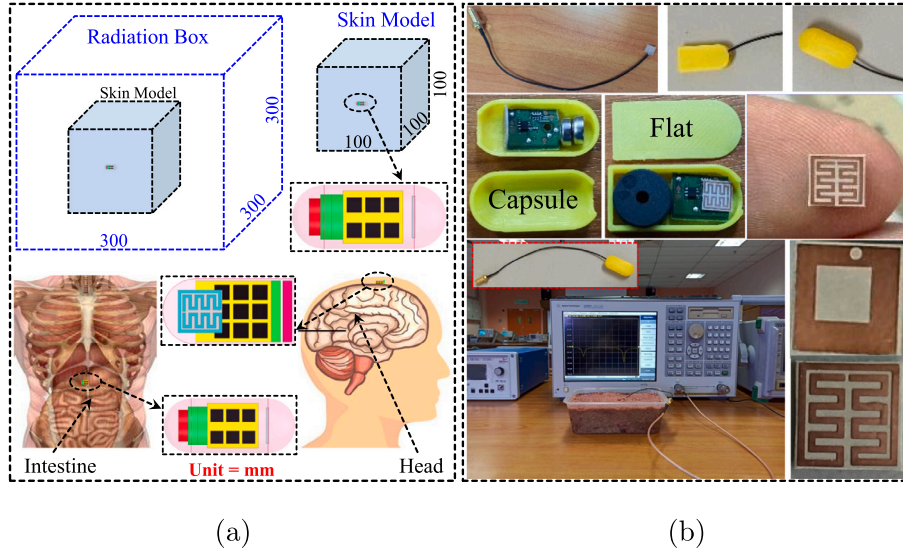 Radiation Box
Skin Model
Skin Model
300
300
300
100
100
100
Intestine
Unit = mm
Head
Flat
Capsule
(a)
(b)